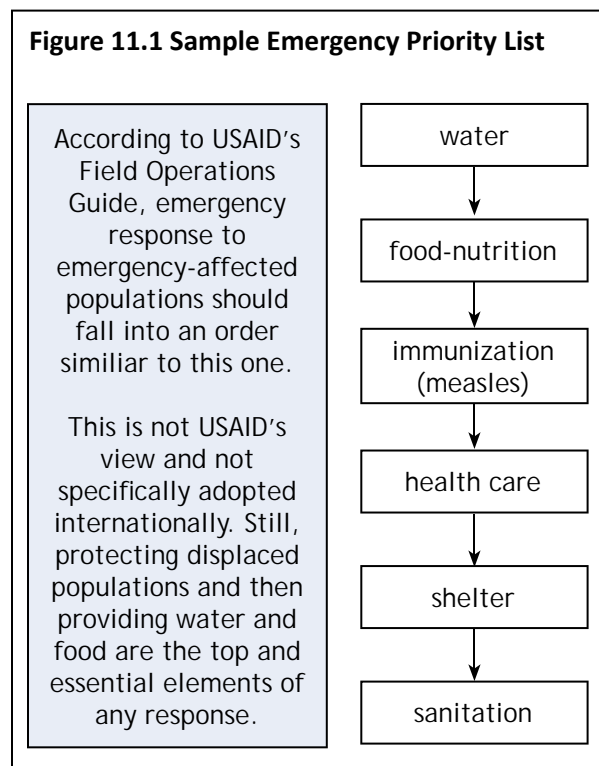 Figure 11.1 Sample Emergency Priority List
According to USAID's
Field Operations
Guide, emergency
response to
emergency-affected
populations should
fall into an order
similiar to this one.
This is not USAID's
view and not
specifically adopted
internationally. Still,
protecting displaced
populations and then
providing water and
food are the top and
essential elements of
any response.
water
food-nutrition
immunization
(measles)
health care
shelter
sanitation